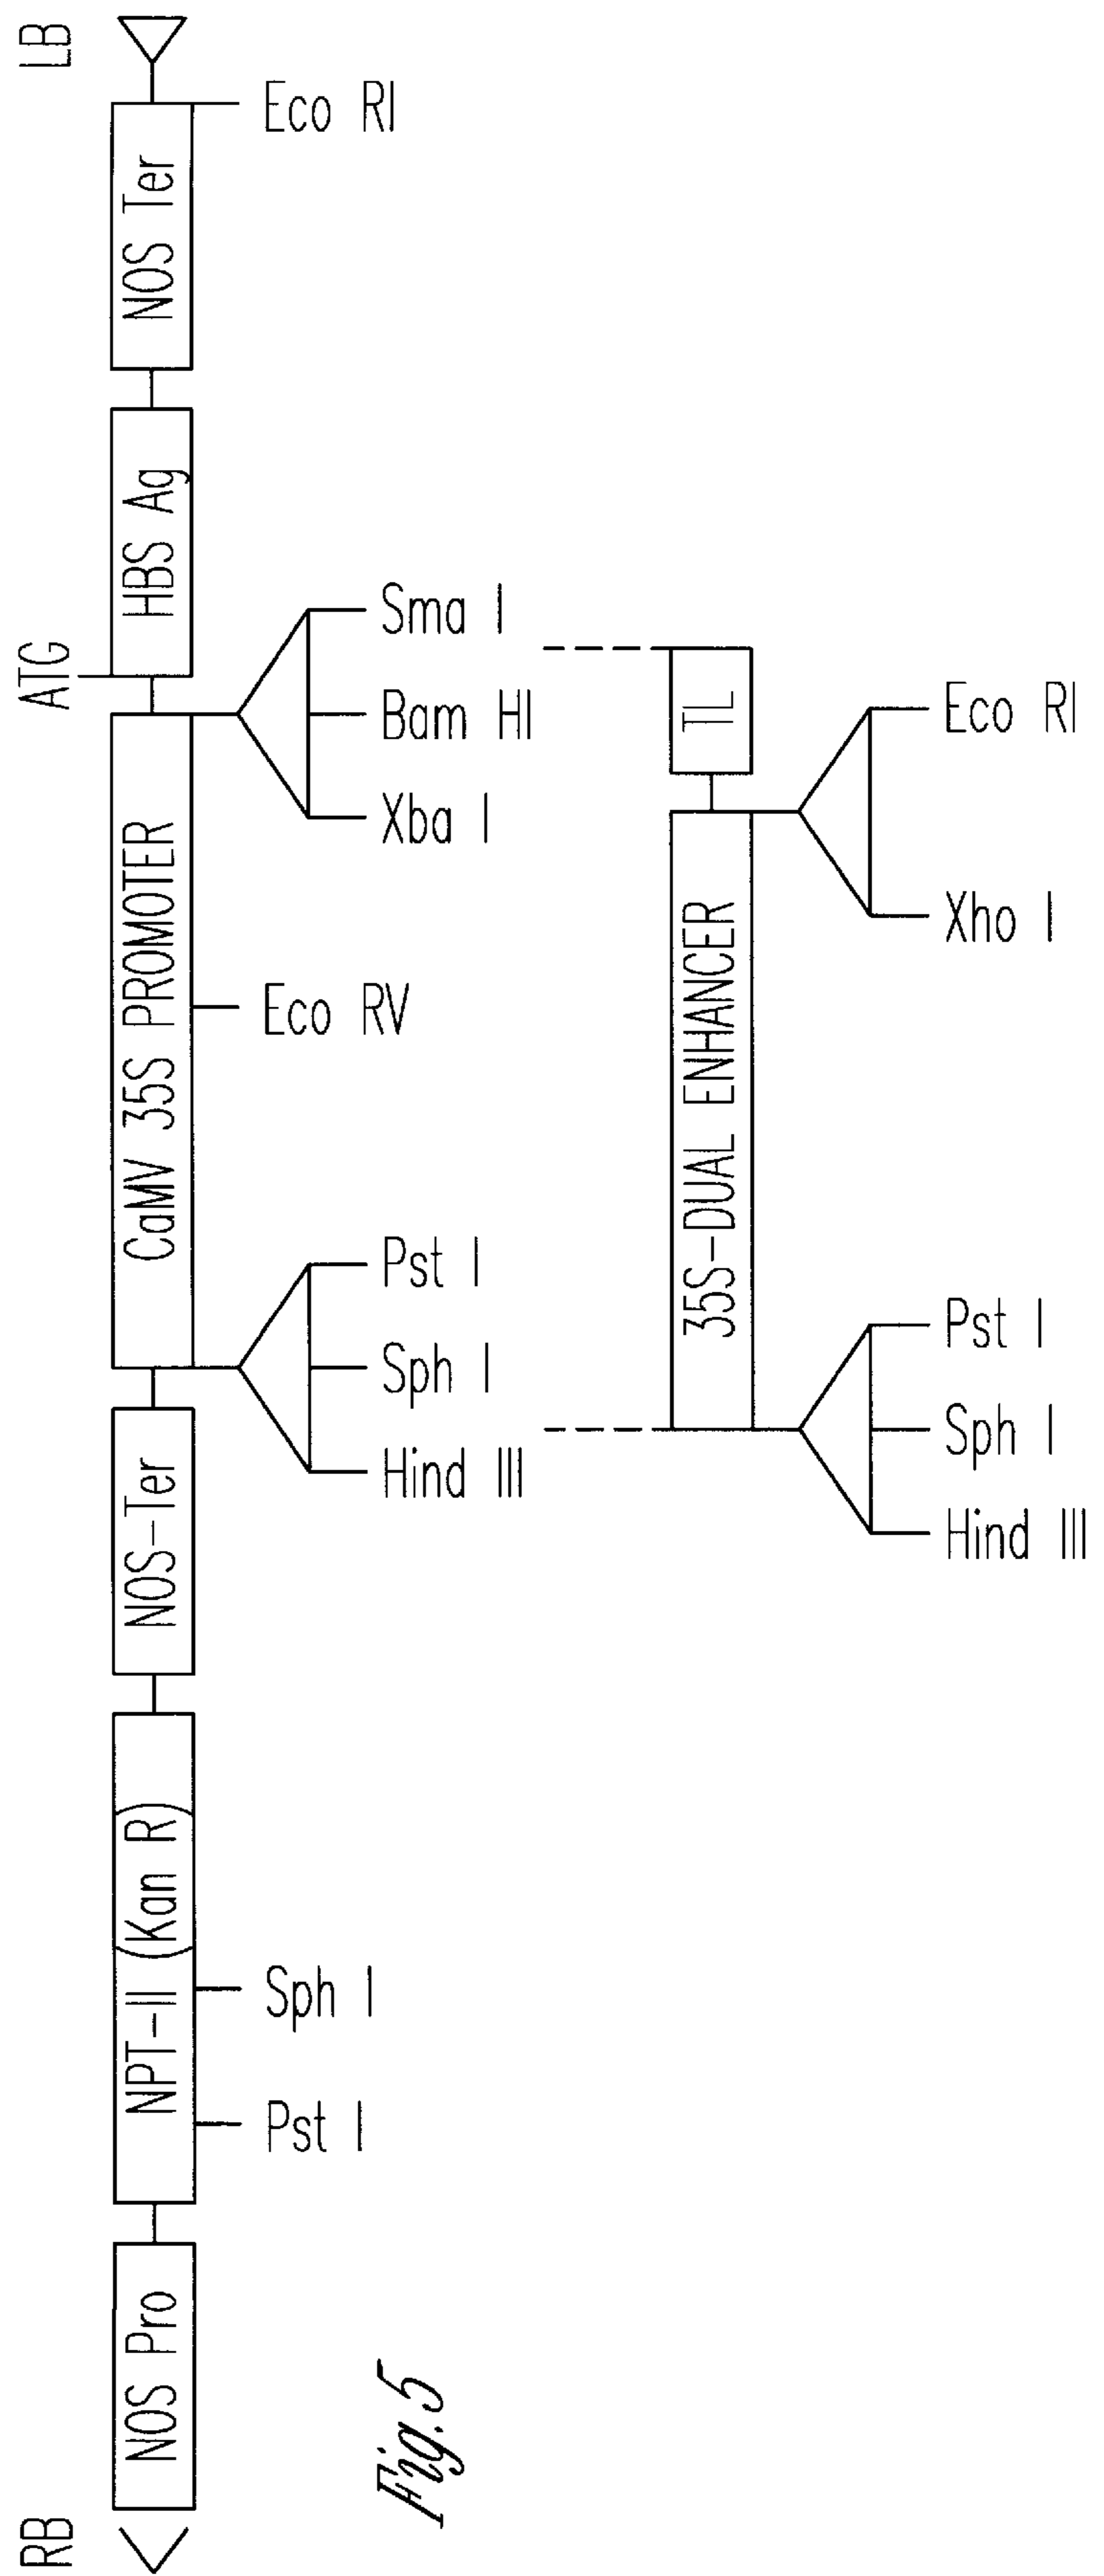 RB
LB
ATG
NOS Pro
NPT-II (Kan R)
NOS-Ter
CaMV 35S PROMOTER
HBS Ag
NOS Ter
Pst I
Sph I
Hind III
Sph I
Pst I
Eco RV
Xba I
Bam HI
Sma I
Eco RI
35S-DUAL ENHANCER
TL
Hind III
Sph I
Pst I
Xho I
Eco RI
Fig. 5